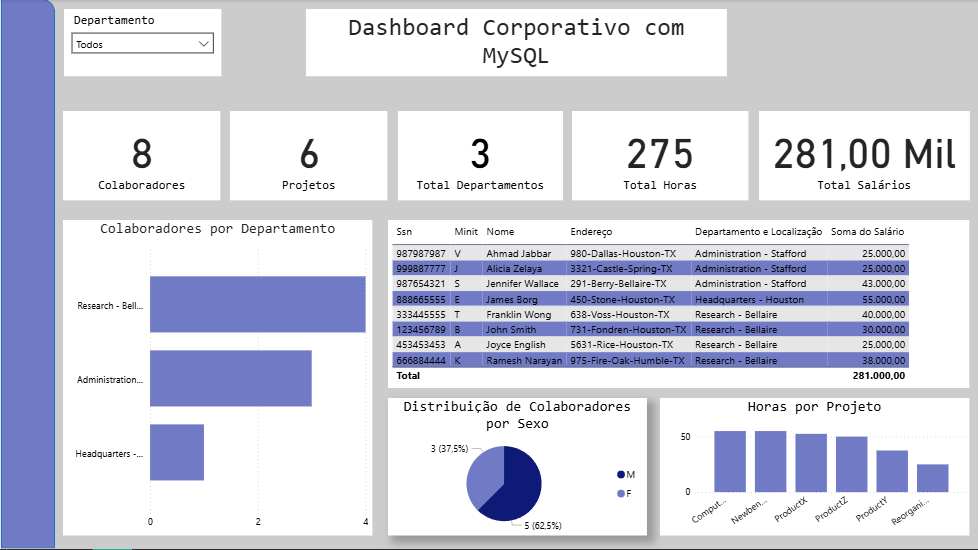 Departamento
Todos
Dashboard Corporativo com
MySQL
8
Colaboradores
6
Projetos
3
Total Departamentos
275
Total Horas
281,00 Mil
Total Salários
Colaboradores por Departamento
Research - Bell...
Administration...
Headquarters -...
0 2 4
Ssn Minit Nome Endereço Departamento e Localização Soma do Salário
987987987 V Ahmad Jabbar 980-Dallas-Houston-TX Administration - Stafford 25.000,00
999887777 J Alicia Zelaya 3321-Castle-Spring-TX Administration - Stafford 25.000,00
987654321 S Jennifer Wallace 291-Berry-Bellaire-TX Administration - Stafford 43.000,00
888665555 E James Borg 450-Stone-Houston-TX Headquarters - Houston 55.000,00
333445555 T Franklin Wong 638-Voss-Houston-TX Research - Bellaire 40.000,00
123456789 B John Smith 731-Fondren-Houston-TX Research - Bellaire 30.000,00
453453453 A Joyce English 5631-Rice-Houston-TX Research - Bellaire 25.000,00
666884444 K Ramesh Narayan 975-Fire-Oak-Humble-TX Research - Bellaire 38.000,00
Total 281.000,00
Distribuição de Colaboradores
por Sexo
3 (37,5%)
5 (62,5%)
M
F
Horas por Projeto
50
0
Comput... Newben... ProductX ProductZ ProductY Reorgani...